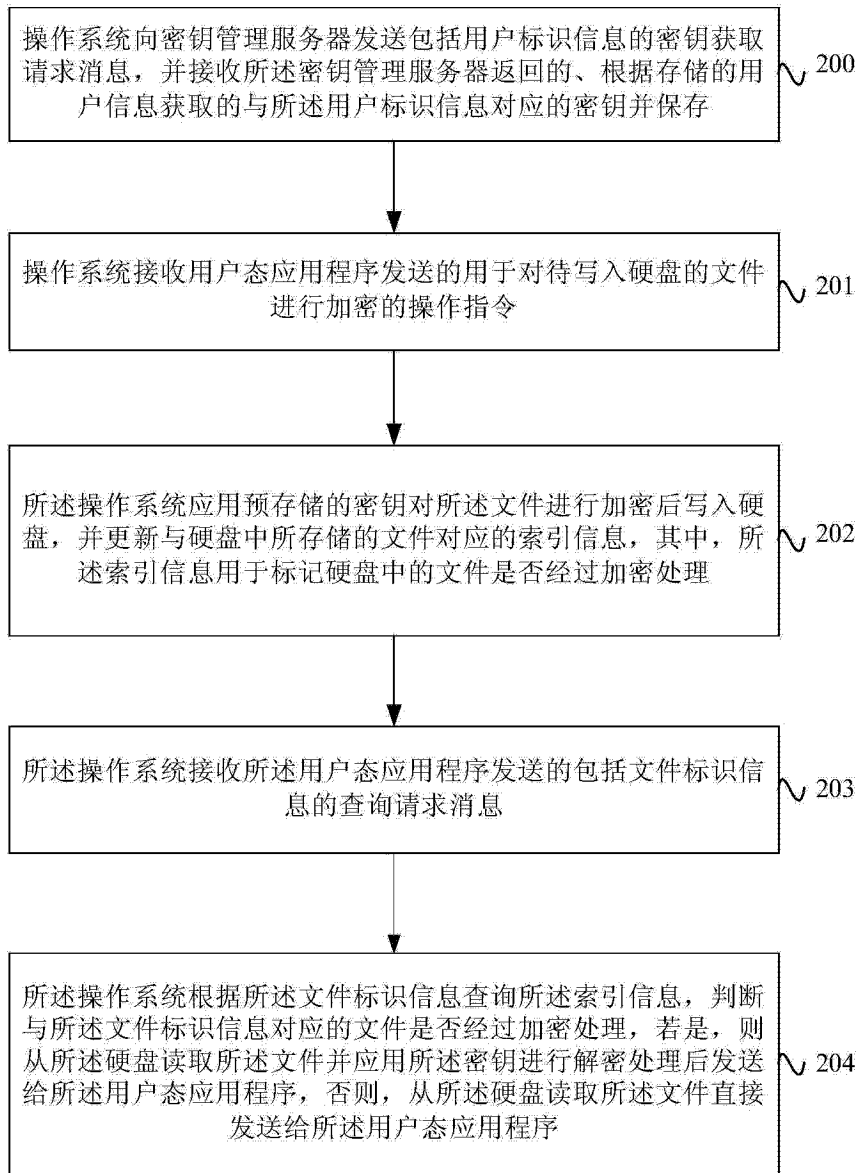 操作系统向密钥管理服务器发送包括用户标识信息的密钥获取
请求消息，并接收所述密钥管理服务器返回的、根据存储的用
户信息获取的与所述用户标识信息对应的密钥并保存
200
操作系统接收用户态应用程序发送的用于对待写入硬盘的文件
进行加密的操作指令
201
所述操作系统应用预存储的密钥对所述文件进行加密后写入硬
盘，并更新与硬盘中所存储的文件对应的索引信息，其中，所
述索引信息用于标记硬盘中的文件是否经过加密处理
202
所述操作系统接收所述用户态应用程序发送的包括文件标识信
息的查询请求消息
203
所述操作系统根据所述文件标识信息查询所述索引信息，判断
与所述文件标识信息对应的文件是否经过加密处理，若是，则
从所述硬盘读取所述文件并应用所述密钥进行解密处理后发送
给所述用户态应用程序，否则，从所述硬盘读取所述文件直接
发送给所述用户态应用程序
204